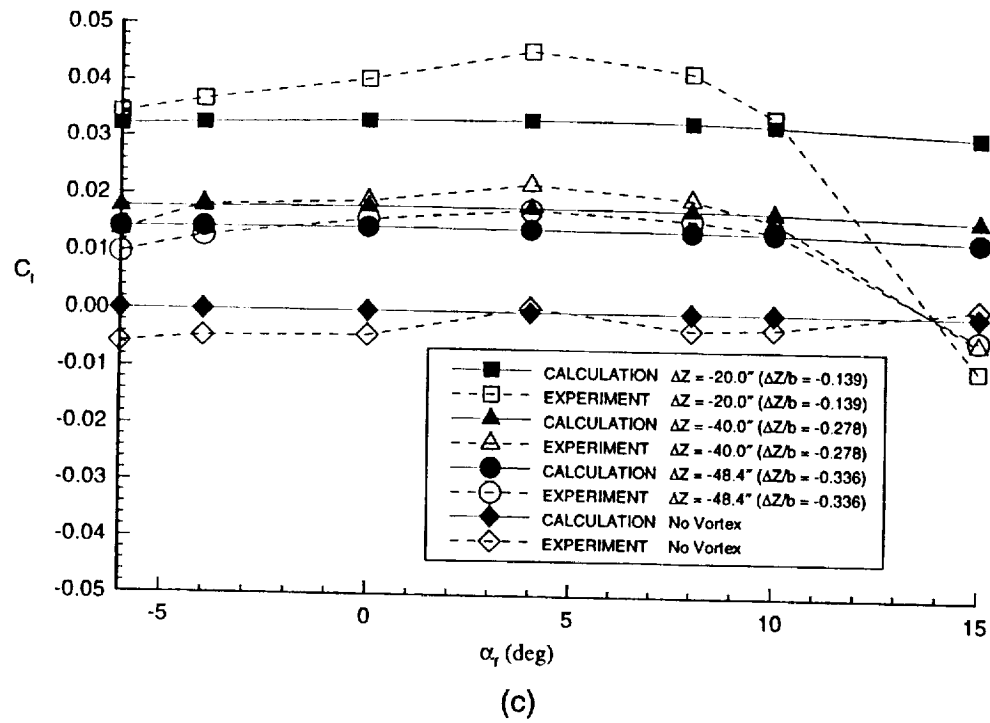 0.05
0.04
0.03
0.02
0.01
C_l
0.00
-0.01
-0.02
-0.03
-0.04
-0.05
CALCULATION ΔZ = -20.0" (ΔZ/b = -0.139)
EXPERIMENT ΔZ = -20.0" (ΔZ/b = -0.139)
CALCULATION ΔZ = -40.0" (ΔZ/b = -0.278)
EXPERIMENT ΔZ = -40.0" (ΔZ/b = -0.278)
CALCULATION ΔZ = -48.4" (ΔZ/b = -0.336)
EXPERIMENT ΔZ = -48.4" (ΔZ/b = -0.336)
CALCULATION No Vortex
EXPERIMENT No Vortex
-5 0 5 10 15
α_f (deg)
(c)